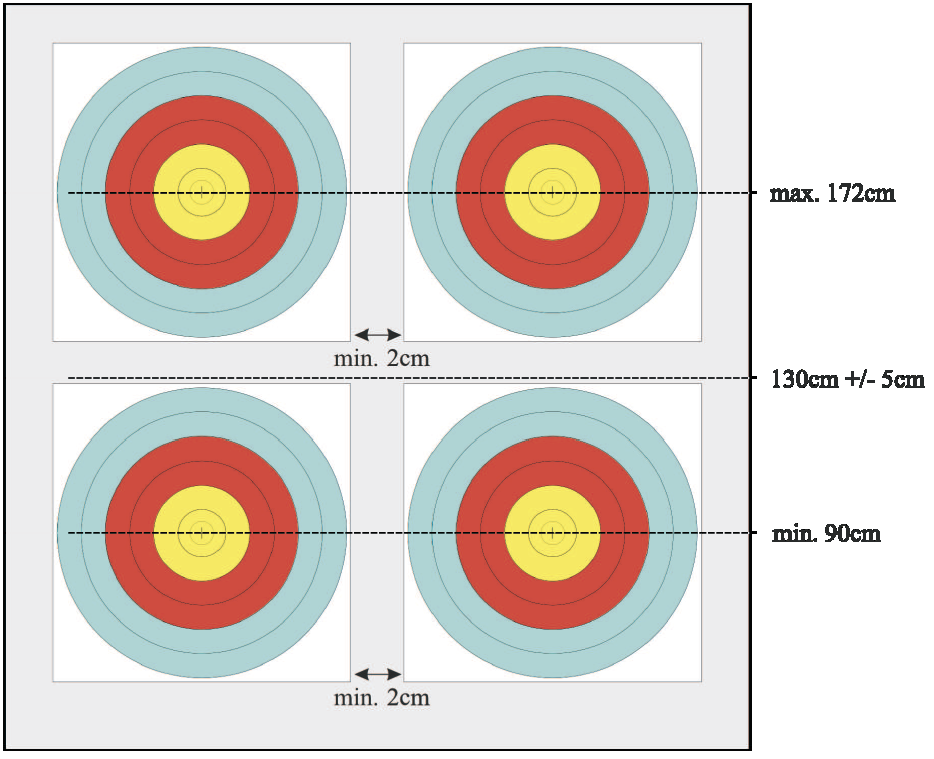 max. 172cm
min. 2cm
130cm +/- 5cm
min. 90cm
min. 2cm